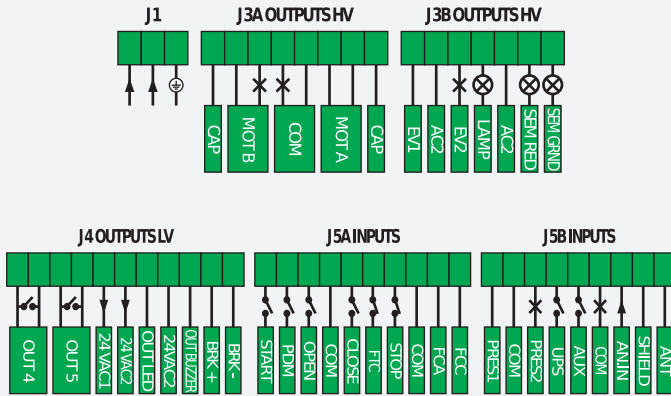 J1
J3A OUTPUTS HV
J3B OUTPUTS HV
CAP
MOT B
COM
MOT A
CAP
EV1
AC2
EV2
LAMP
AC2
SEM RED
SEM GRND
J4 OUTPUTS LV
J5A INPUTS
J5B INPUTS
OUT 4
OUT 5
24 VAC1
24 VAC2
OUT LED
24 VAC2
OUT BUZZER
BRK +
BRK -
START
PDM
OPEN
COM
CLOSE
FTC
STOP
COM
FCA
FCC
PRES1
COM
PRES2
UPS
AUX
COM
AN.IN
SHIELD
ANT